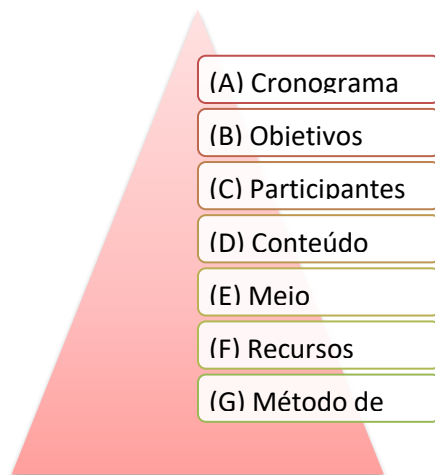 (A) Cronograma
(B) Objetivos
(C) Participantes
(D) Conteúdo
(E) Meio
(F) Recursos
(G) Método de